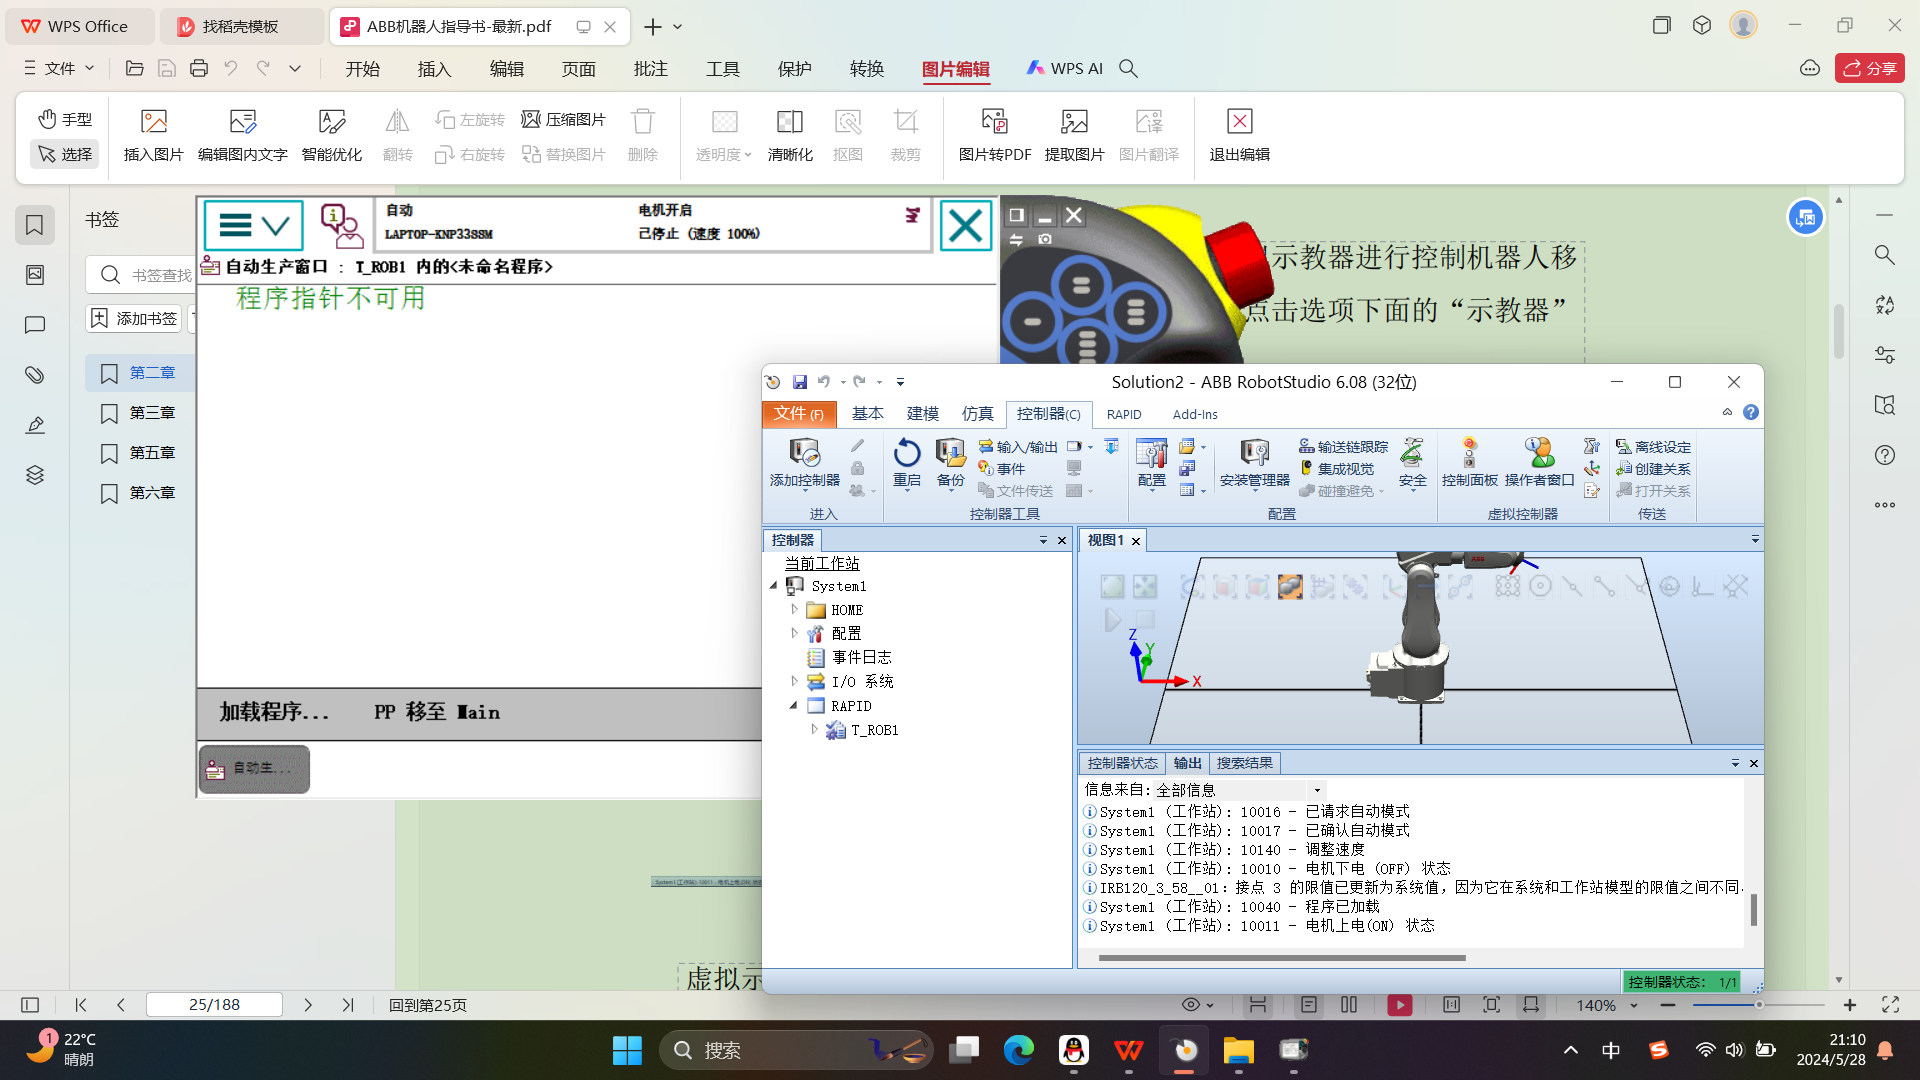 WPS Office
找稻壳模板
ABB机器人指导书-最新.pdf
文件
开始 插入 编辑 页面 批注 工具 保护 转换 图片编辑 WPS AI
分享
手型
选择
插入图片
编辑图内文字
智能优化
翻转
左旋转
右旋转
压缩图片
替换图片
删除
透明度
清晰化
抠图
裁剪
图片转PDF
提取图片
图片翻译
退出编辑
书签
书签查找
添加书签
第二章
第三章
第五章
第六章
自动
LAPTOP-KNP33SSM
电机开启
已停止 (速度 100%)
自动生产窗口 : T_ROB1 内的<未命名程序>
程序指针不可用
加载程序... PP 移至 Main
自动生...
示教器进行控制机器人移
点击选项下面的“示教器”
虚拟示
Solution2 - ABB RobotStudio 6.08 (32位)
文件(F) 基本 建模 仿真 控制器(C) RAPID Add-Ins
添加控制器
进入
重启
备份
输入/输出
事件
文件传送
控制器工具
配置
安装管理器
输送链跟踪
集成视觉
碰撞避免
安全
配置
控制面板
操作者窗口
虚拟控制器
离线设定
创建关系
打开关系
传送
控制器
当前工作站
System1
HOME
配置
事件日志
I/O 系统
RAPID
T_ROB1
视图1
Z
Y
X
控制器状态 输出 搜索结果
信息来自: 全部信息
System1 (工作站): 10016 - 已请求自动模式
System1 (工作站): 10017 - 已确认自动模式
System1 (工作站): 10140 - 调整速度
System1 (工作站): 10010 - 电机下电 (OFF) 状态
IRB120_3_58__01: 接点 3 的限值已更新为系统值，因为它在系统和工作站模型的限值之间不同.
System1 (工作站): 10040 - 程序已加载
System1 (工作站): 10011 - 电机上电(ON) 状态
控制器状态: 1/1
25/188
回到第25页
140%
1
22°C
晴朗
搜索
中
21:10
2024/5/28